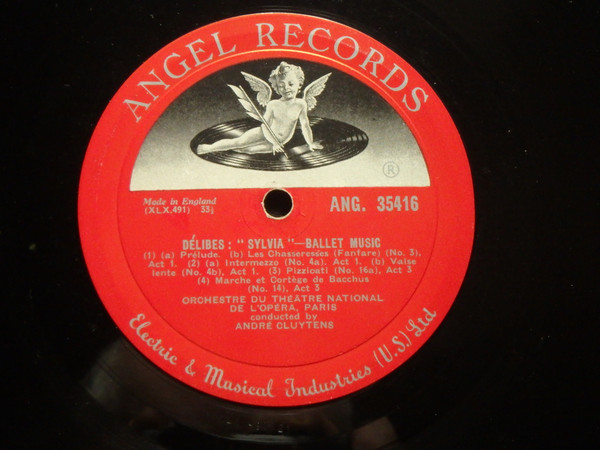 ANGEL RECORDS
®
Made in England
(XLX.491) 33⅓
ANG. 35416
DÉLIBES: "SYLVIA"—BALLET MUSIC
(1) (a) Prélude. (b) Les Chasseresses (Fanfare) (No. 3),
Act 1. (2) (a) Intermezzo (No. 4a), Act 1. (b) Valse
lente (No. 4b), Act 1. (3) Pizzicati (No. 16a), Act 3
(4) Marche et Cortège de Bacchus
(No. 14), Act 3
ORCHESTRE DU THÉATRE NATIONAL
DE L'OPÉRA, PARIS
conducted by
ANDRÉ CLUYTENS
Electric & Musical Industries (U.S.) Ltd